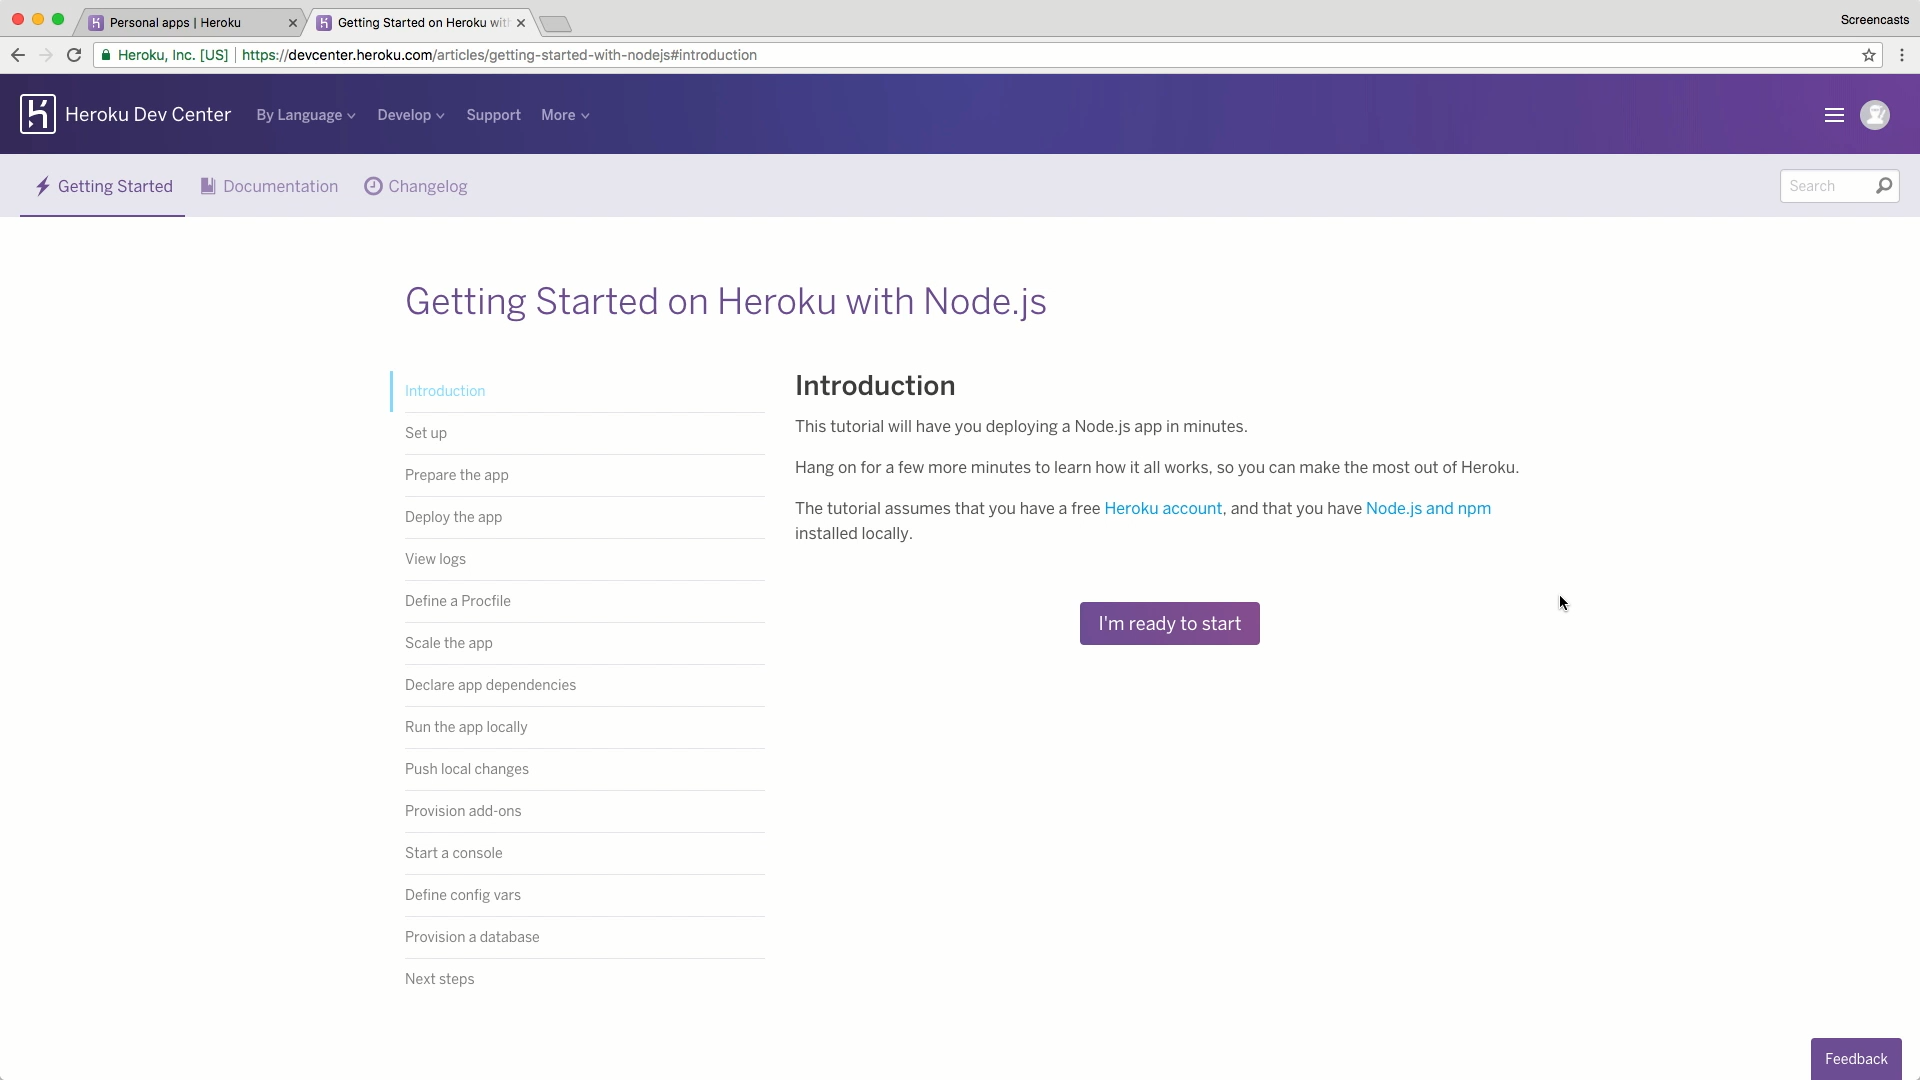 Personal apps | Heroku
Getting Started on Heroku with
Screencasts
Heroku, Inc. [US] https://devcenter.heroku.com/articles/getting-started-with-nodejs#introduction
Heroku Dev Center By Language Develop Support More
Getting Started Documentation Changelog Search
Getting Started on Heroku with Node.js
Introduction
Set up
Prepare the app
Deploy the app
View logs
Define a Procfile
Scale the app
Declare app dependencies
Run the app locally
Push local changes
Provision add-ons
Start a console
Define config vars
Provision a database
Next steps
Introduction
This tutorial will have you deploying a Node.js app in minutes.
Hang on for a few more minutes to learn how it all works, so you can make the most out of Heroku.
The tutorial assumes that you have a free Heroku account, and that you have Node.js and npm
installed locally.
I'm ready to start
Feedback